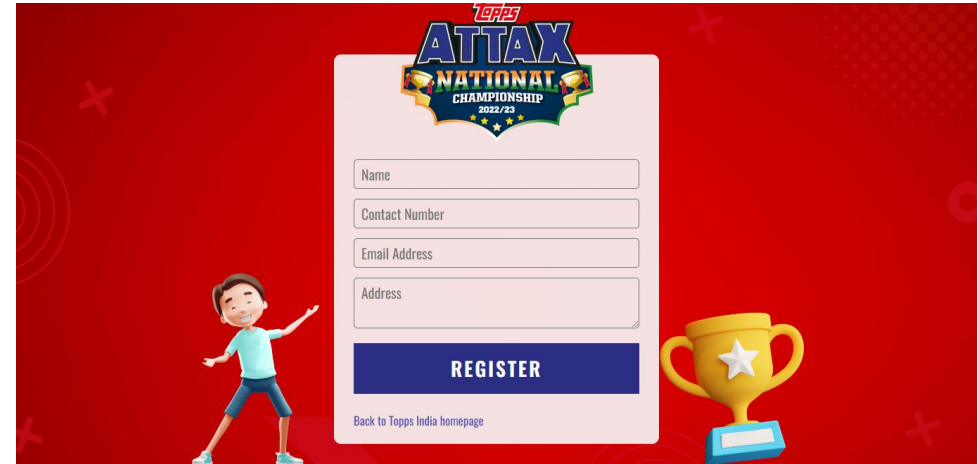 Topps
ATTAX
NATIONAL
CHAMPIONSHIP
2022/23
Name
Contact Number
Email Address
Address
REGISTER
Back to Topps India homepage